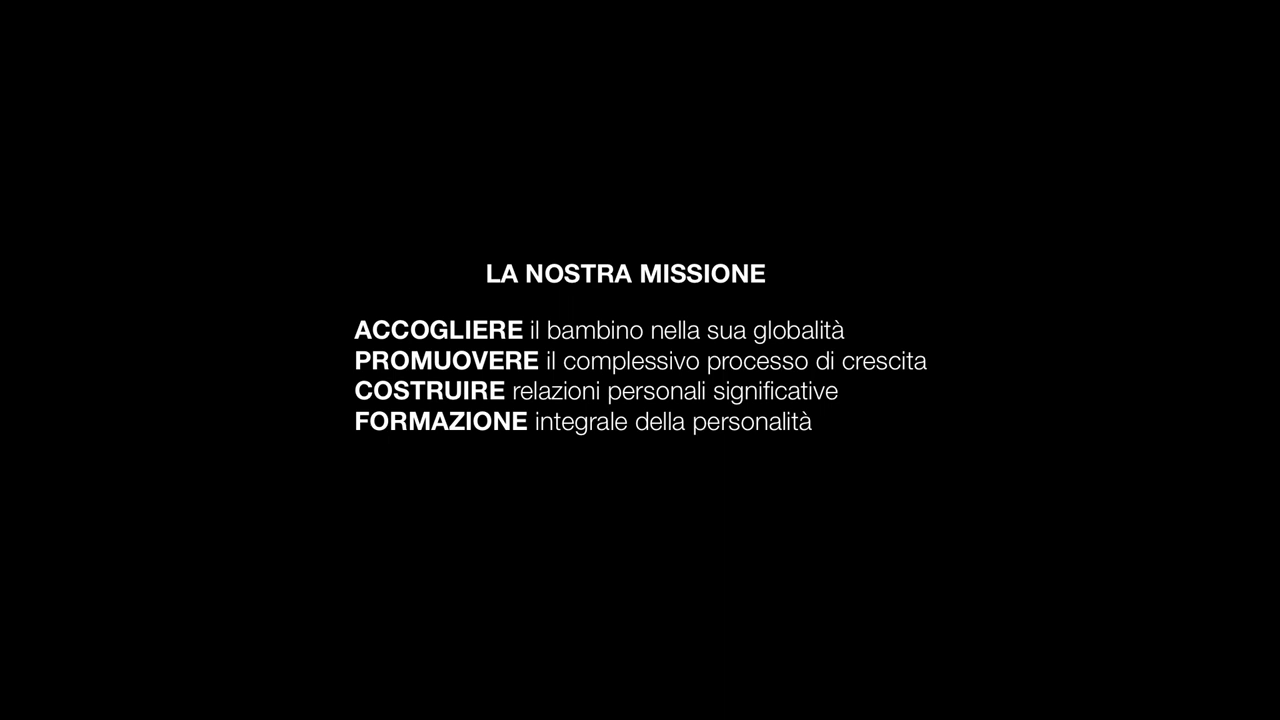 LA NOSTRA MISSIONE
ACCOGLIERE il bambino nella sua globalità
PROMUOVERE il complessivo processo di crescita
COSTRUIRE relazioni personali significative
FORMAZIONE integrale della personalità